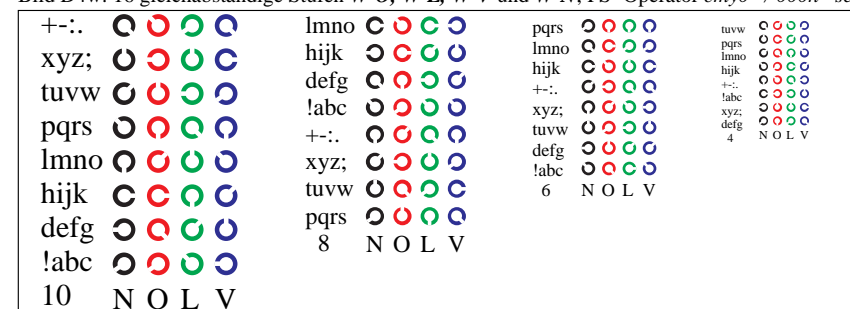 +-:.
xyz;
tuvw
pqrs
lmno
hijk
defg
!abc
10 N O L V
lmno
hijk
defg
!abc
+-:.
xyz;
tuvw
pqrs
8 N O L V
pqrs
lmno
hijk
+-:.
xyz;
tuvw
defg
!abc
6 N O L V
tuvw
pqrs
lmno
hijk
+-:.
!abc
xyz;
defg
4 N O L V